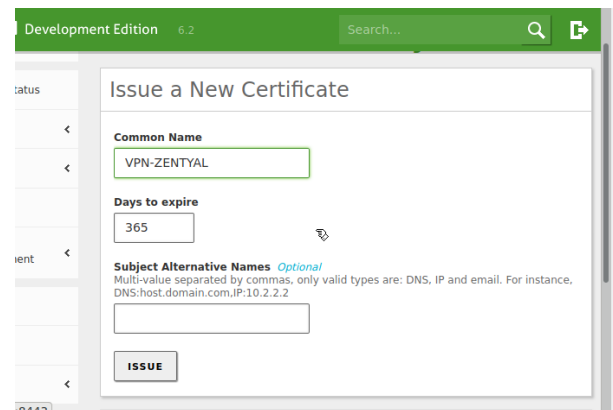 Development Edition 6.2 Search...
tatus
Issue a New Certificate
Common Name
VPN-ZENTYAL
Days to expire
365
ent
Subject Alternative Names Optional
Multi-value separated by commas, only valid types are: DNS, IP and email. For instance,
DNS:host.domain.com,IP:10.2.2.2
ISSUE